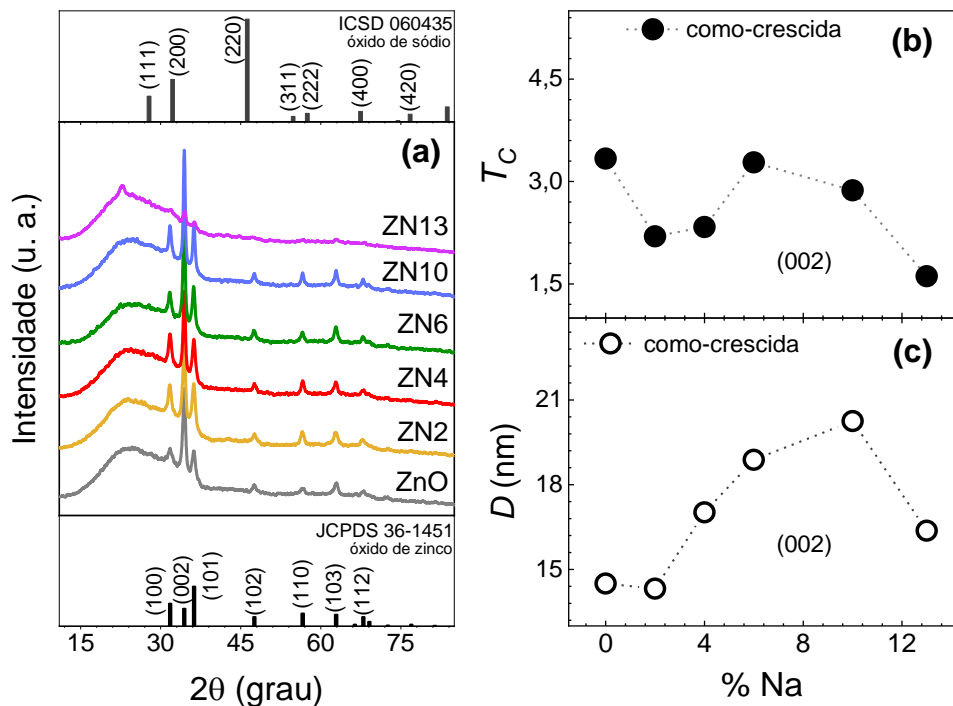 ICSD 060435
óxido de sódio
(111)
(200)
(220)
(311)
(222)
(400)
(420)
(a)
Intensidade (u. a.)
ZN13
ZN10
ZN6
ZN4
ZN2
ZnO
JCPDS 36-1451
óxido de zinco
(100)
(002)
(101)
(102)
(110)
(103)
(112)
30 45 60 75
2θ (grau)
como-crescida
(b)
4,5
3,0
1,5
T_C
(002)
como-crescida
(c)
21
18
15
D (nm)
(002)
0 4 8 12
% Na